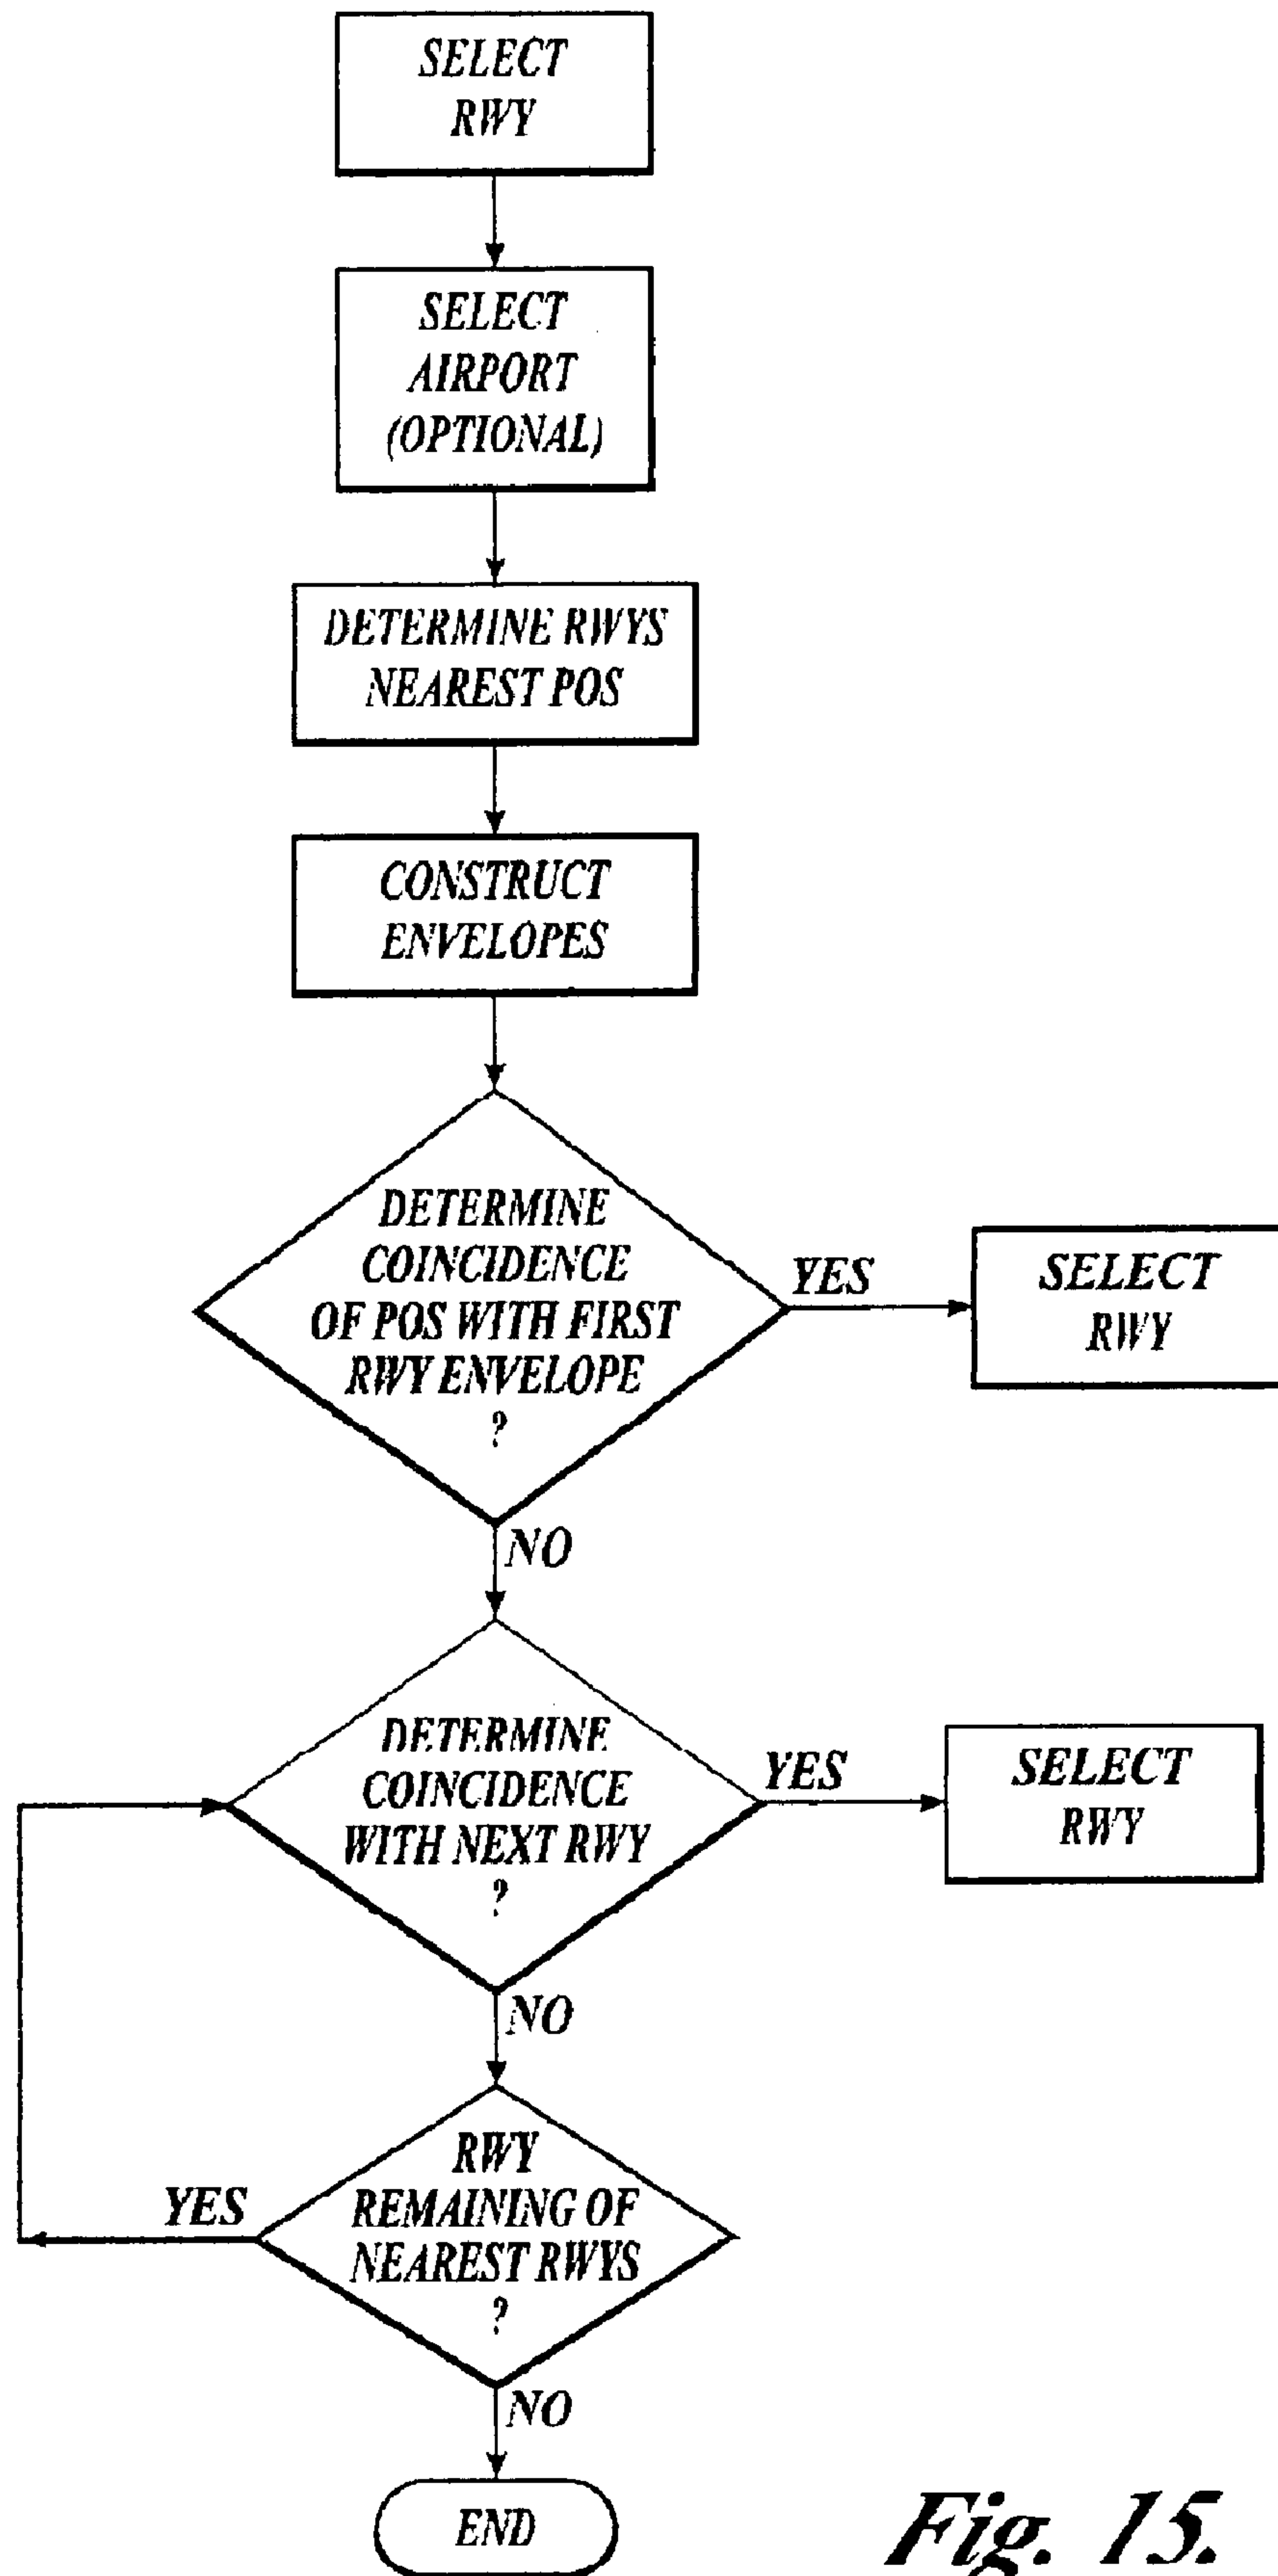 SELECT
RWY
SELECT
AIRPORT
(OPTIONAL)
DETERMINE RWYS
NEAREST POS
CONSTRUCT
ENVELOPES
DETERMINE
COINCIDENCE
OF POS WITH FIRST
RWY ENVELOPE
?
YES
SELECT
RWY
NO
DETERMINE
COINCIDENCE
WITH NEXT RWY
?
YES
SELECT
RWY
NO
RWY
REMAINING OF
NEAREST RWYS
?
YES
NO
END
Fig. 15.